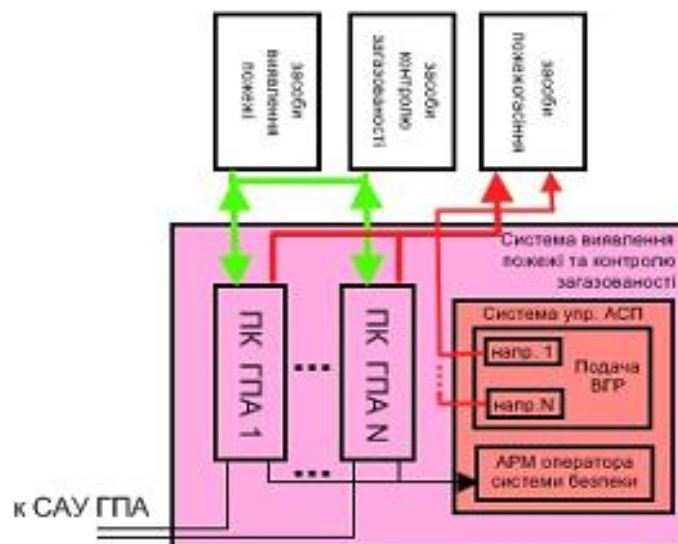 засоби
виявлення
пожежі
засоби
контролю
загазованості
засоби
пожежогасіння
Система виявлення
пожежі та контролю
загазованості
ПК ГПА 1
...
ПК ГПА N
Система упр. АСП
напр. 1
Подача
ВГР
напр.N
...
АРМ оператора
системи безпеки
к САУ ГПА